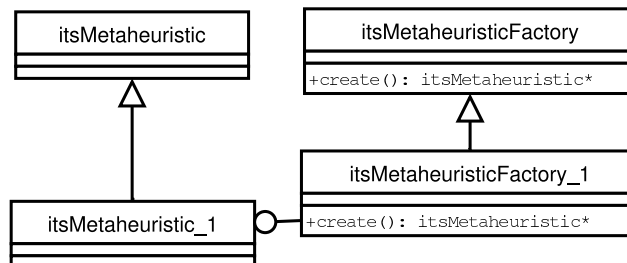 itsMetaheuristic
itsMetaheuristicFactory
+create(): itsMetaheuristic*
itsMetaheuristicFactory_1
+create(): itsMetaheuristic*
itsMetaheuristic_1